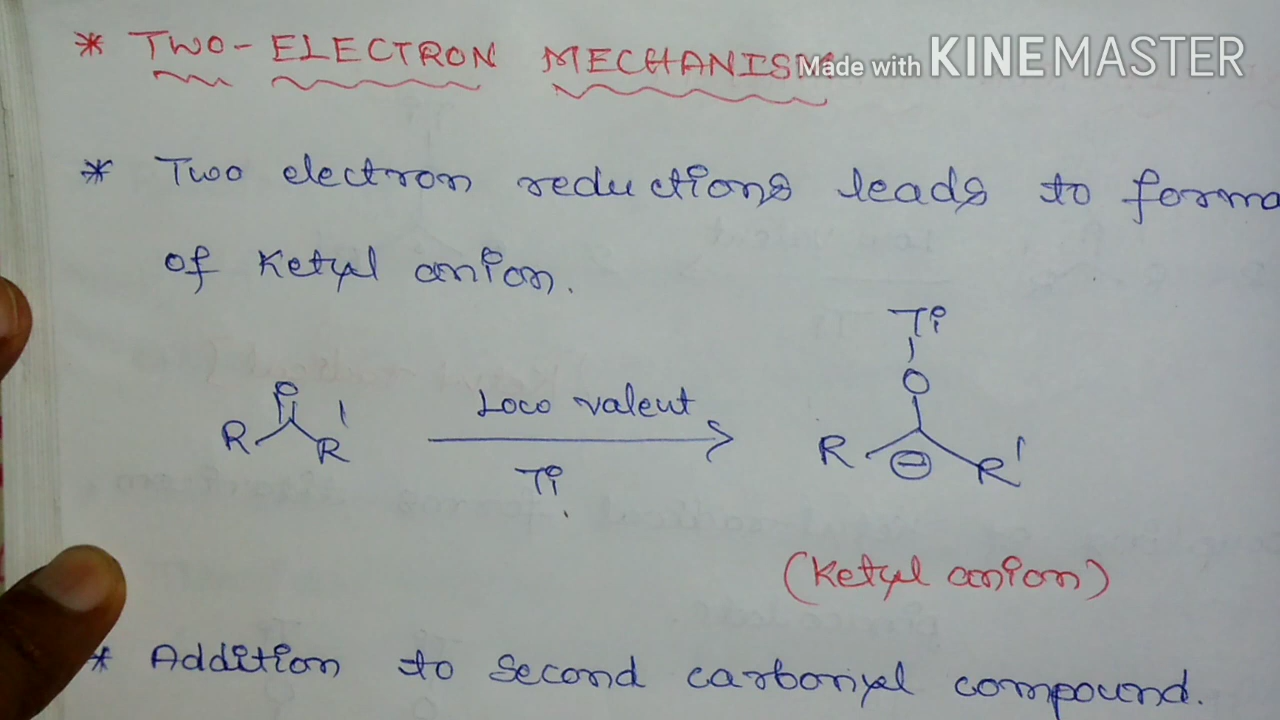 * TWO-ELECTRON MECHANISM
Made with KINEMASTER
* Two electron reductions leads to forma
of Ketyl anion.
Ti
O
O
R R'
Loco valent
Ti
R ⊖ R'
(Ketyl anion)
* Addition to second carbonyl compound.